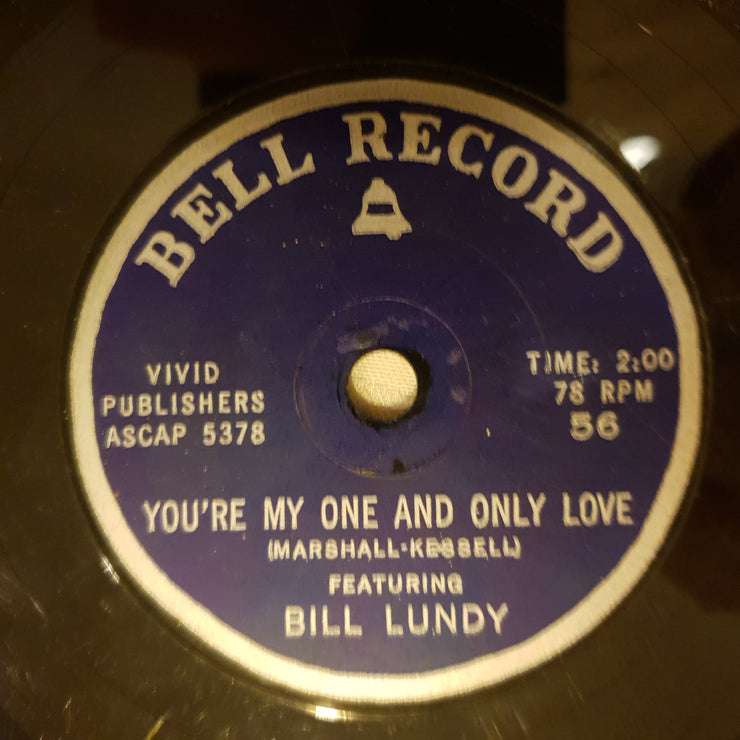 BELL RECORD
VIVID
PUBLISHERS
ASCAP 5378
TIME: 2:00
78 RPM
56
YOU'RE MY ONE AND ONLY LOVE
(MARSHALL-KESSELL)
FEATURING
BILL LUNDY